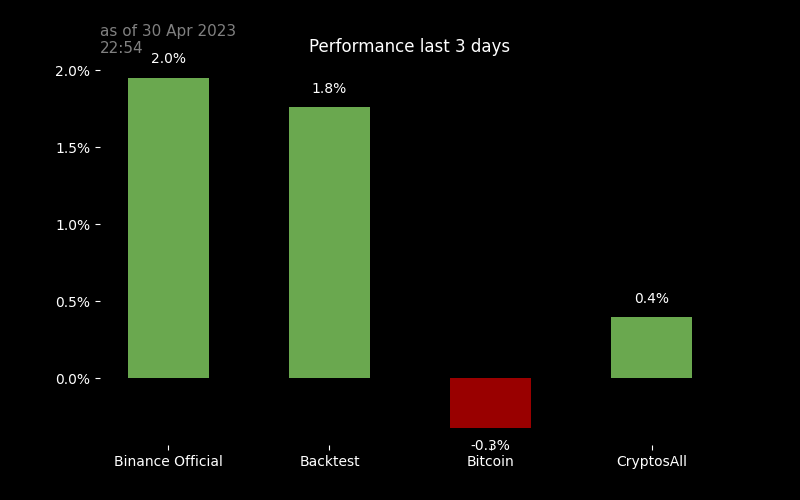 as of 30 Apr 2023
22:54
Performance last 3 days
2.0%
1.8%
-0.3%
0.4%
2.0%
1.5%
1.0%
0.5%
0.0%
Binance Official
Backtest
Bitcoin
CryptosAll